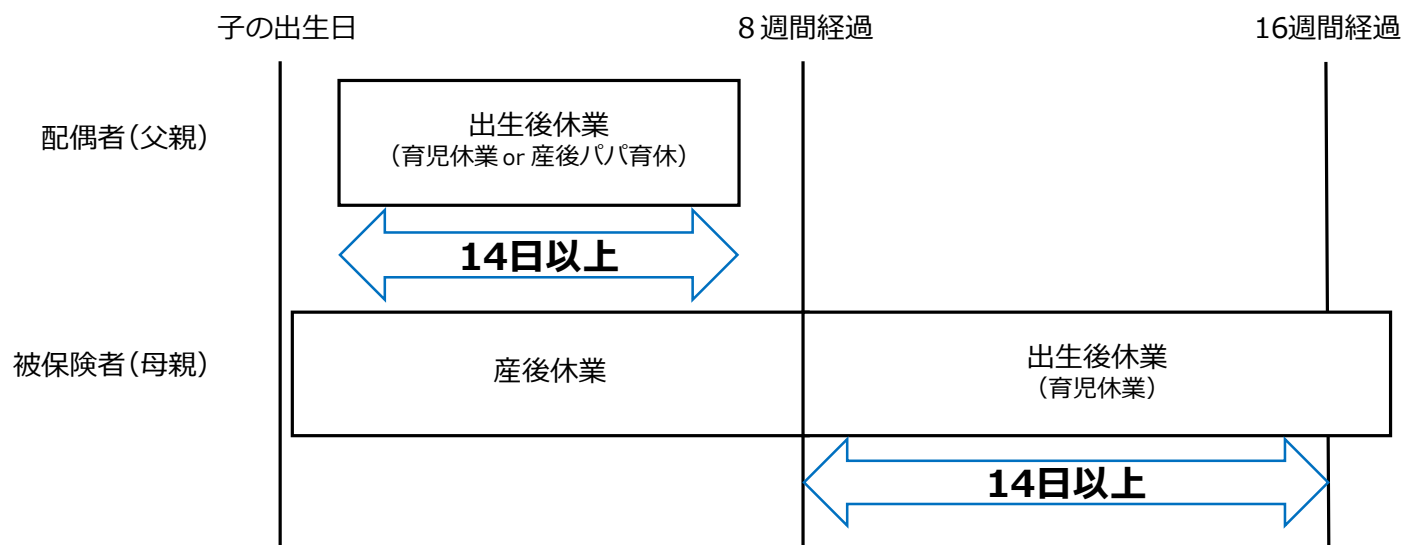 子の出生日
８週間経過
16週間経過
配偶者（父親）
出生後休業
（育児休業 or 産後パパ育休）
14日以上
被保険者（母親）
産後休業
出生後休業
（育児休業）
14日以上